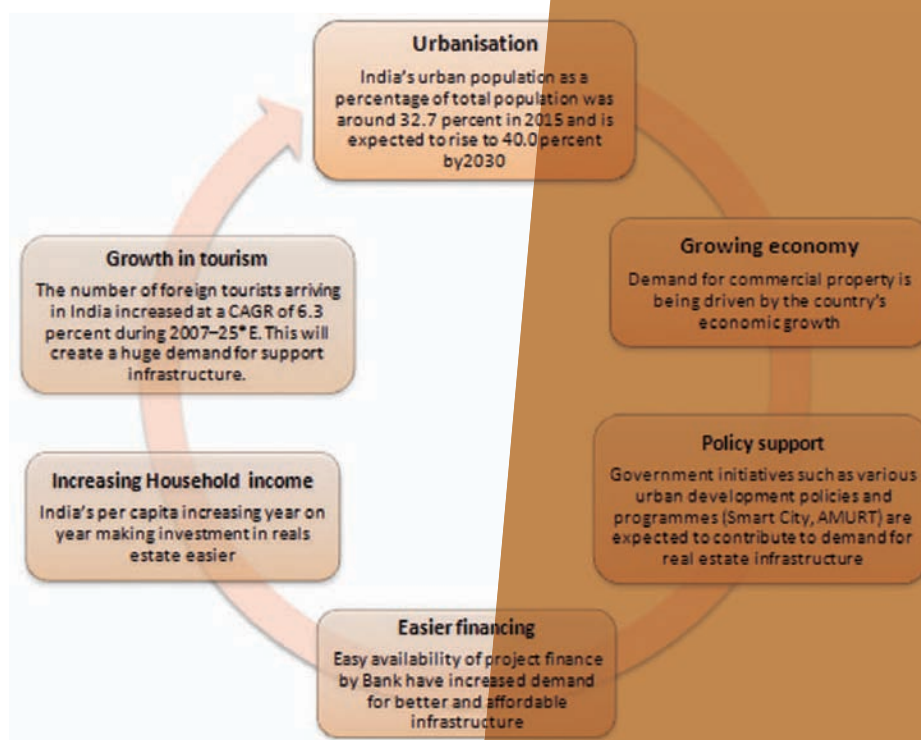 Urbanisation
India's urban population as a
percentage of total population was
around 32.7 percent in 2015 and is
expected to rise to 40.0 percent
by2030
Growing economy
Demand for commercial property is
being driven by the country's
economic growth
Policy support
Government initiatives such as various
urban development policies and
programmes (Smart City, AMURT) are
expected to contribute to demand for
real estate infrastructure
Easier financing
Easy availability of project finance
by Bank have increased demand
for better and affordable
infrastructure
Increasing Household income
India's per capita increasing year on
year making investment in reals
estate easier
Growth in tourism
The number of foreign tourists arriving
in India increased at a CAGR of 6.3
percent during 2007–25*E. This will
create a huge demand for support
infrastructure.